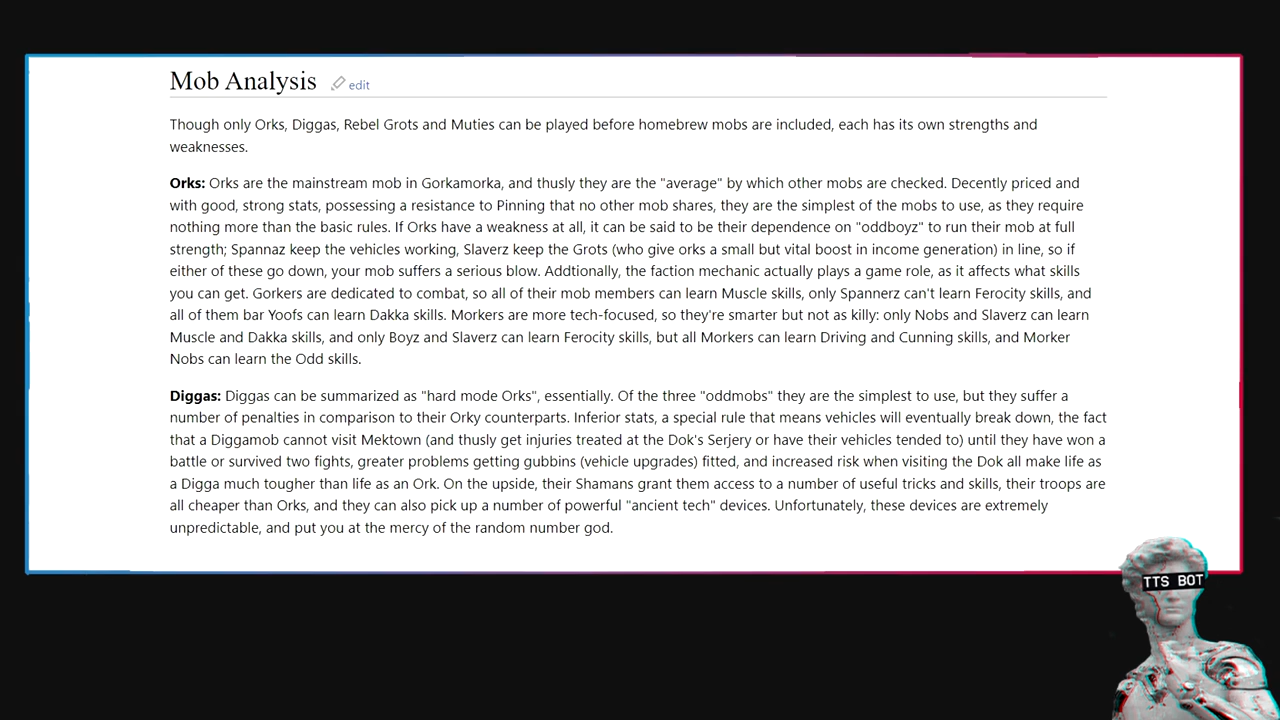 Mob Analysis edit
Though only Orks, Diggas, Rebel Grots and Muties can be played before homebrew mobs are included, each has its own strengths and
weaknesses.
Orks: Orks are the mainstream mob in Gorkamorka, and thusly they are the "average" by which other mobs are checked. Decently priced and
with good, strong stats, possessing a resistance to Pinning that no other mob shares, they are the simplest of the mobs to use, as they require
nothing more than the basic rules. If Orks have a weakness at all, it can be said to be their dependence on "oddboyz" to run their mob at full
strength; Spannaz keep the vehicles working, Slaverz keep the Grots (who give orks a small but vital boost in income generation) in line, so if
either of these go down, your mob suffers a serious blow. Addtionally, the faction mechanic actually plays a game role, as it affects what skills
you can get. Gorkers are dedicated to combat, so all of their mob members can learn Muscle skills, only Spannerz can't learn Ferocity skills, and
all of them bar Yoofs can learn Dakka skills. Morkers are more tech-focused, so they're smarter but not as killy: only Nobs and Slaverz can learn
Muscle and Dakka skills, and only Boyz and Slaverz can learn Ferocity skills, but all Morkers can learn Driving and Cunning skills, and Morker
Nobs can learn the Odd skills.
Diggas: Diggas can be summarized as "hard mode Orks", essentially. Of the three "oddmobs" they are the simplest to use, but they suffer a
number of penalties in comparison to their Orky counterparts. Inferior stats, a special rule that means vehicles will eventually break down, the fact
that a Diggamob cannot visit Mektown (and thusly get injuries treated at the Dok's Serjery or have their vehicles tended to) until they have won a
battle or survived two fights, greater problems getting gubbins (vehicle upgrades) fitted, and increased risk when visiting the Dok all make life as
a Digga much tougher than life as an Ork. On the upside, their Shamans grant them access to a number of useful tricks and skills, their troops are
all cheaper than Orks, and they can also pick up a number of powerful "ancient tech" devices. Unfortunately, these devices are extremely
unpredictable, and put you at the mercy of the random number god.
TTS BOT